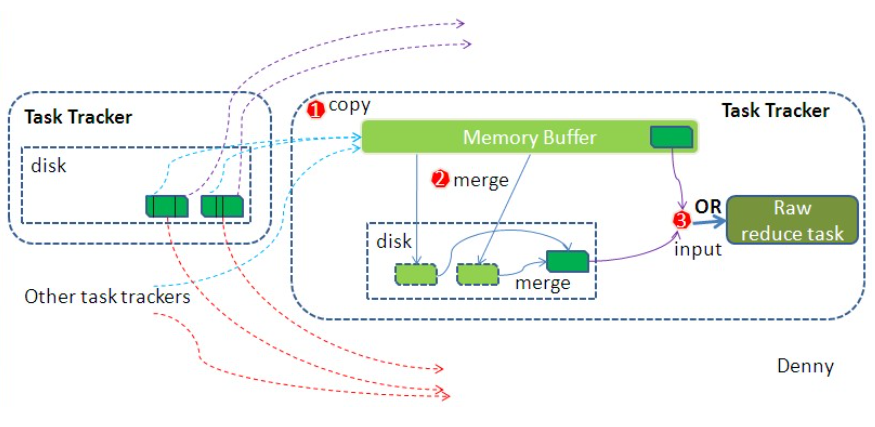 Task Tracker
disk
Other task trackers
1 copy
Task Tracker
Memory Buffer
2 merge
disk
merge
3 OR
input
Raw
reduce task
Denny